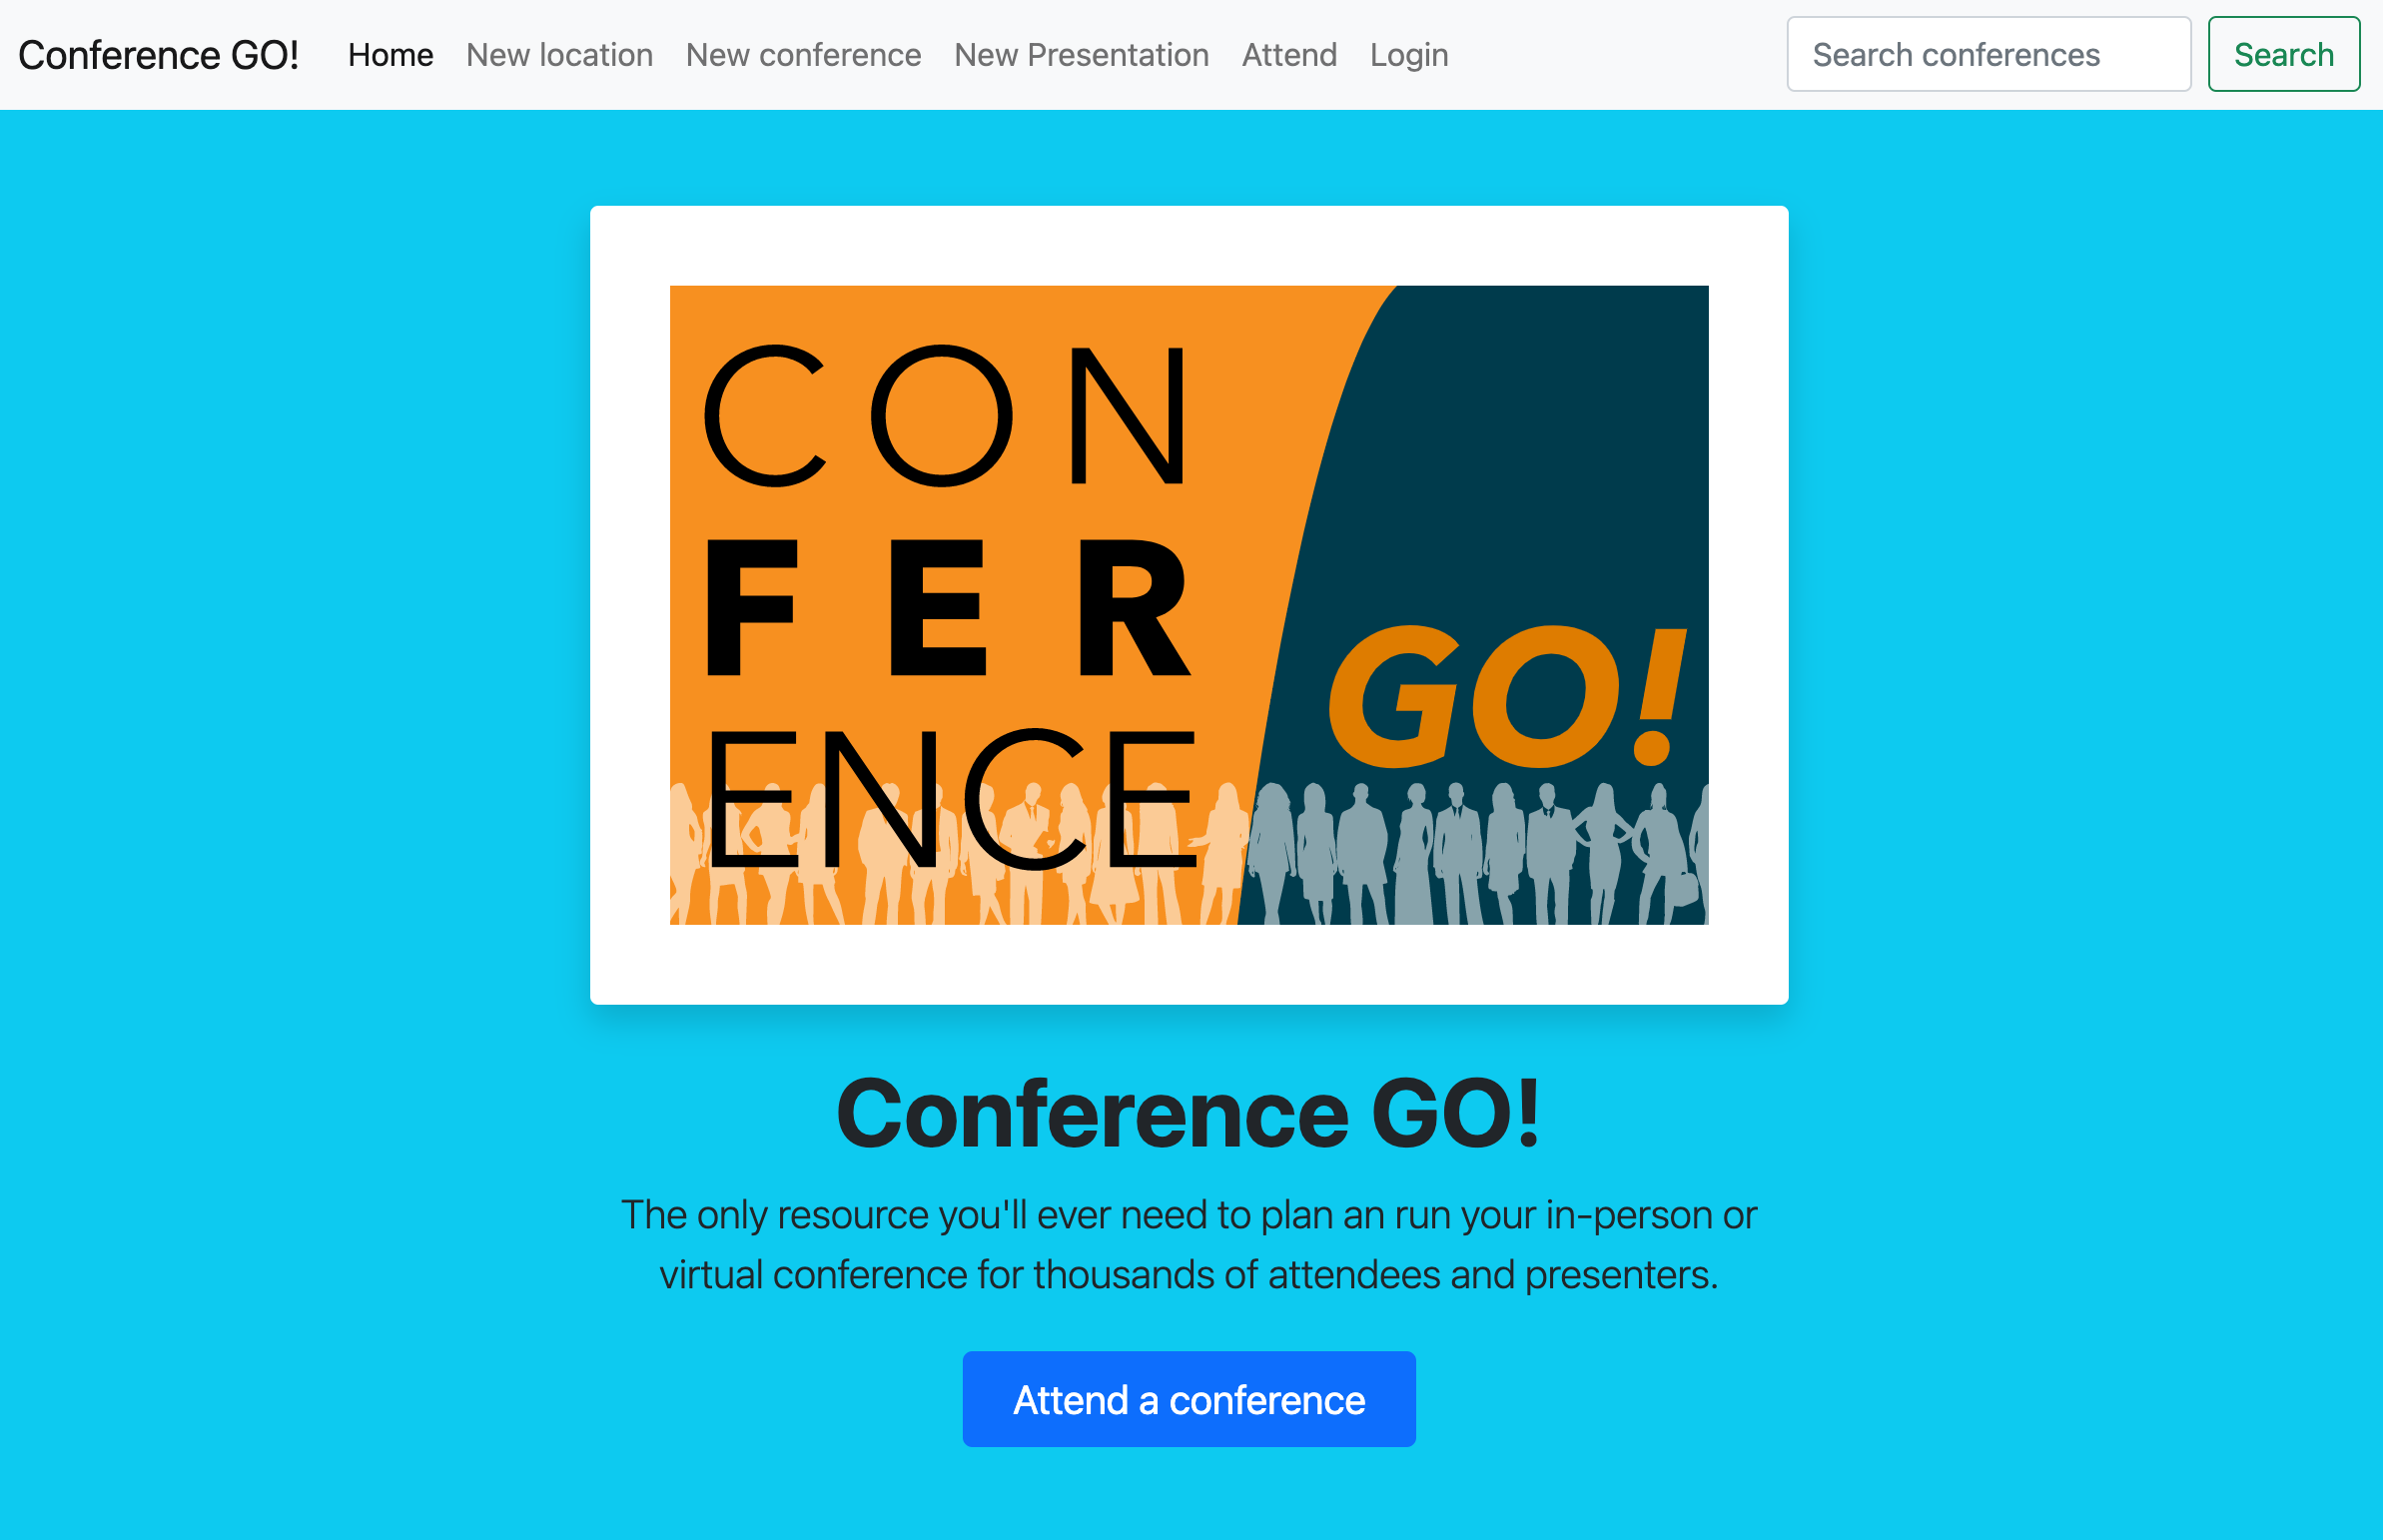 Conference GO! Home New location New conference New Presentation Attend Login Search conferences Search
CON
FER
ENCE
GO!
Conference GO!
The only resource you'll ever need to plan an run your in-person or
virtual conference for thousands of attendees and presenters.
Attend a conference